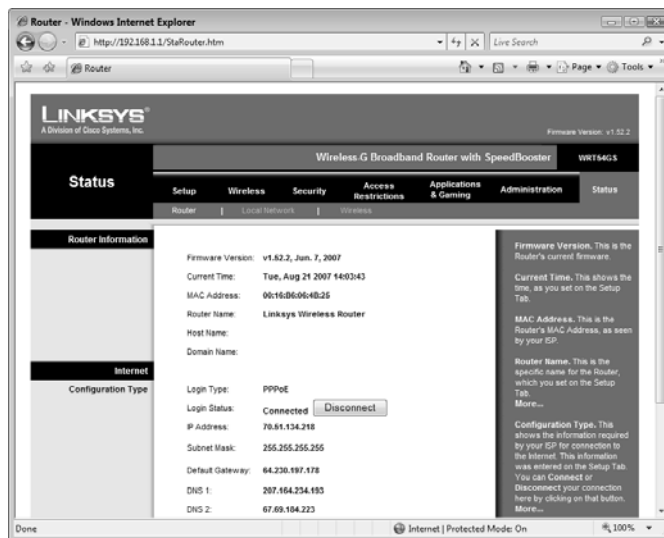 Router - Windows Internet Explorer
http://192.168.1.1/StaRouter.htm
Live Search
Router
Page
Tools
LINKSYS®
A Division of Cisco Systems, Inc.
Firmware Version: v1.52.2
Wireless-G Broadband Router with SpeedBooster WRT54GS
Status
Setup Wireless Security Access Restrictions Applications & Gaming Administration Status
Router | Local Network | Wireless
Router Information
Firmware Version: v1.52.2, Jun. 7, 2007
Current Time: Tue, Aug 21 2007 14:03:43
MAC Address: 00:16:B6:06:4B:25
Router Name: Linksys Wireless Router
Host Name:
Domain Name:
Internet
Configuration Type
Login Type: PPPoE
Login Status: Connected Disconnect
IP Address: 70.51.134.218
Subnet Mask: 255.255.255.255
Default Gateway: 64.230.197.178
DNS 1: 207.164.234.193
DNS 2: 67.69.184.223
Firmware Version. This is the
Router's current firmware.
Current Time. This shows the
time, as you set on the Setup
Tab.
MAC Address. This is the
Router's MAC Address, as seen
by your ISP.
Router Name. This is the
specific name for the Router,
which you set on the Setup
Tab.
More...
Configuration Type. This
shows the information required
by your ISP for connection to
the Internet. This information
was entered on the Setup Tab.
You can Connect or
Disconnect your connection
here by clicking on that button.
More...
Done
Internet | Protected Mode: On
100%